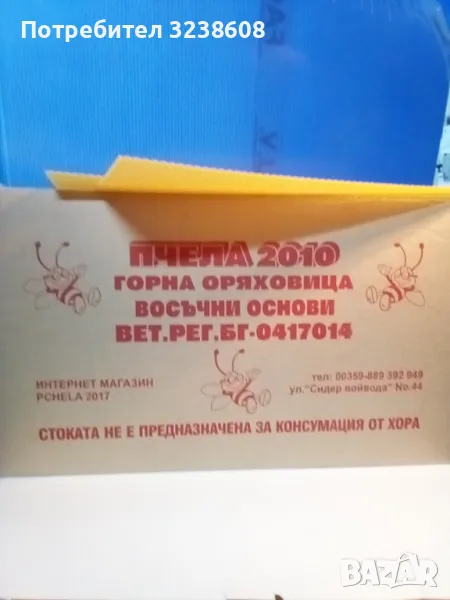 Потребител 3238608
ПЧЕЛА 2010
ГОРНА ОРЯХОВИЦА
ВОСЪЧНИ ОСНОВИ
ВЕТ.РЕГ.БГ-0417014
ИНТЕРНЕТ МАГАЗИН
PCHELA 2017
тел: 00359-889 392 949
ул."Сидер войвода" No.44
СТОКАТА НЕ Е ПРЕДНАЗНАЧЕНА ЗА КОНСУМАЦИЯ ОТ ХОРА
BAZAR